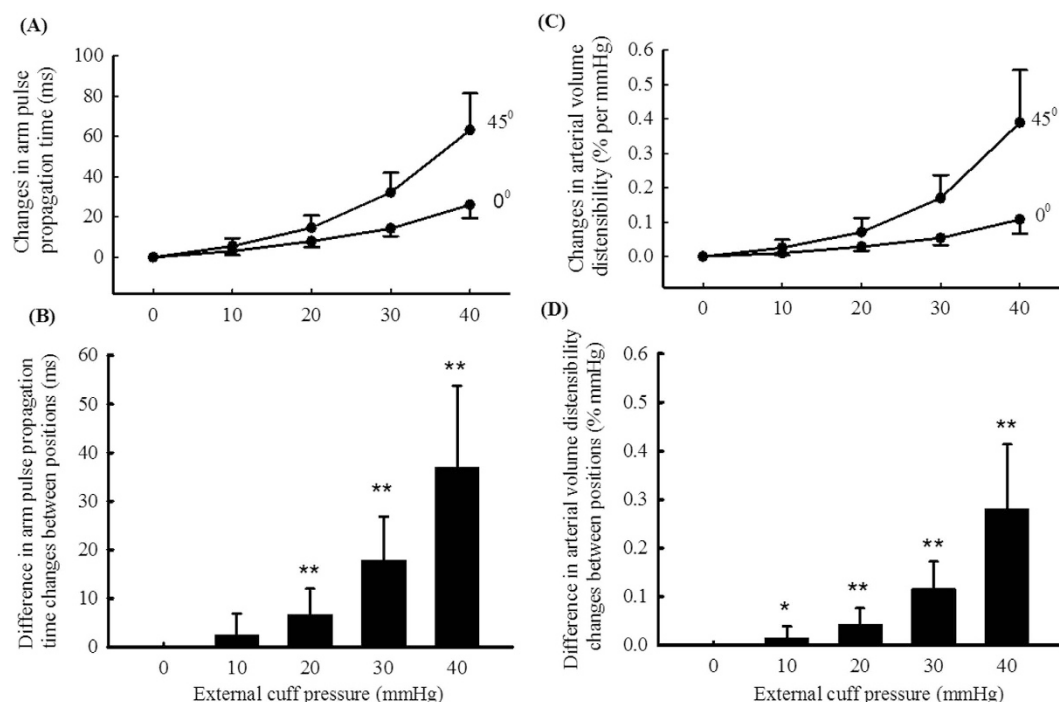 (A)
Changes in arm pulse
propagation time (ms)
100
80
60
40
20
0
45⁰
0⁰
0 10 20 30 40
(B)
Difference in arm pulse propagation
time changes between positions (ms)
60
50
40
30
20
10
0
**
**
**
0 10 20 30 40
External cuff pressure (mmHg)
(C)
Changes in arterial volume
distensibility (% per mmHg)
0.6
0.5
0.4
0.3
0.2
0.1
0.0
45⁰
0⁰
0 10 20 30 40
(D)
Difference in arterial volume distensibility
changes between positions (% mmHg)
0.6
0.5
0.4
0.3
0.2
0.1
0.0
*
**
**
**
0 10 20 30 40
External cuff pressure (mmHg)